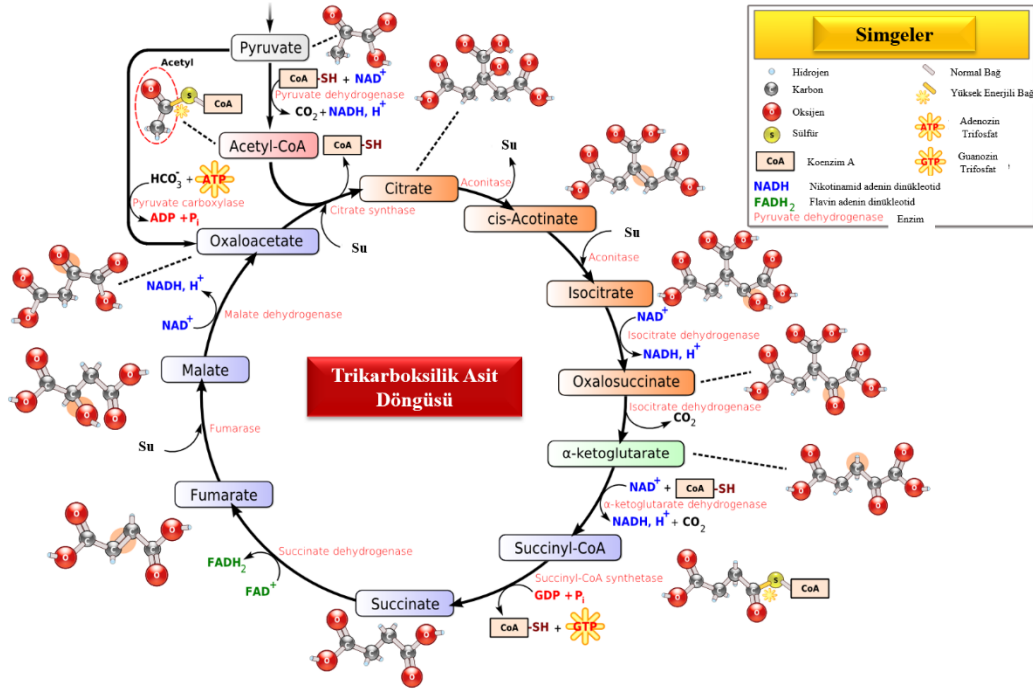 Pyruvate
Acetyl
CoA -SH + NAD+
Pyruvate dehydrogenase
CO2 + NADH, H+
S
CoA
Acetyl-CoA
CoA -SH
HCO3- + ATP
Pyruvate carboxylase
ADP + Pi
Oxaloacetate
Citrate synthase
Su
Citrate
Aconitase
Su
cis-Acotinate
Su
Aconitase
Isocitrate
NAD+
Isocitrate dehydrogenase
NADH, H+
Oxalosuccinate
Isocitrate dehydrogenase
CO2
α-ketoglutarate
NAD+ + CoA -SH
α-ketoglutarate dehydrogenase
NADH, H+ + CO2
Succinyl-CoA
S
CoA
Succinyl-CoA synthetase
GDP + Pi
CoA -SH + GTP
Succinate
Succinate dehydrogenase
FADH2
FAD+
Fumarate
Fumarase
Su
Malate
Malate dehydrogenase
NADH, H+
NAD+
Trikarboksilik Asit
Döngüsü
Simgeler
Hidrojen
Karbon
Oksijen
Sülfür
CoA Koenzim A
NADH Nikotinamid adenin dinükleotid
FADH2 Flavin adenin dinükleotid
Pyruvate dehydrogenase Enzim
Normal Bağ
Yüksek Enerjili Bağ
ATP Adenozin
Trifosfat
GTP Guanozin
Trifosfat